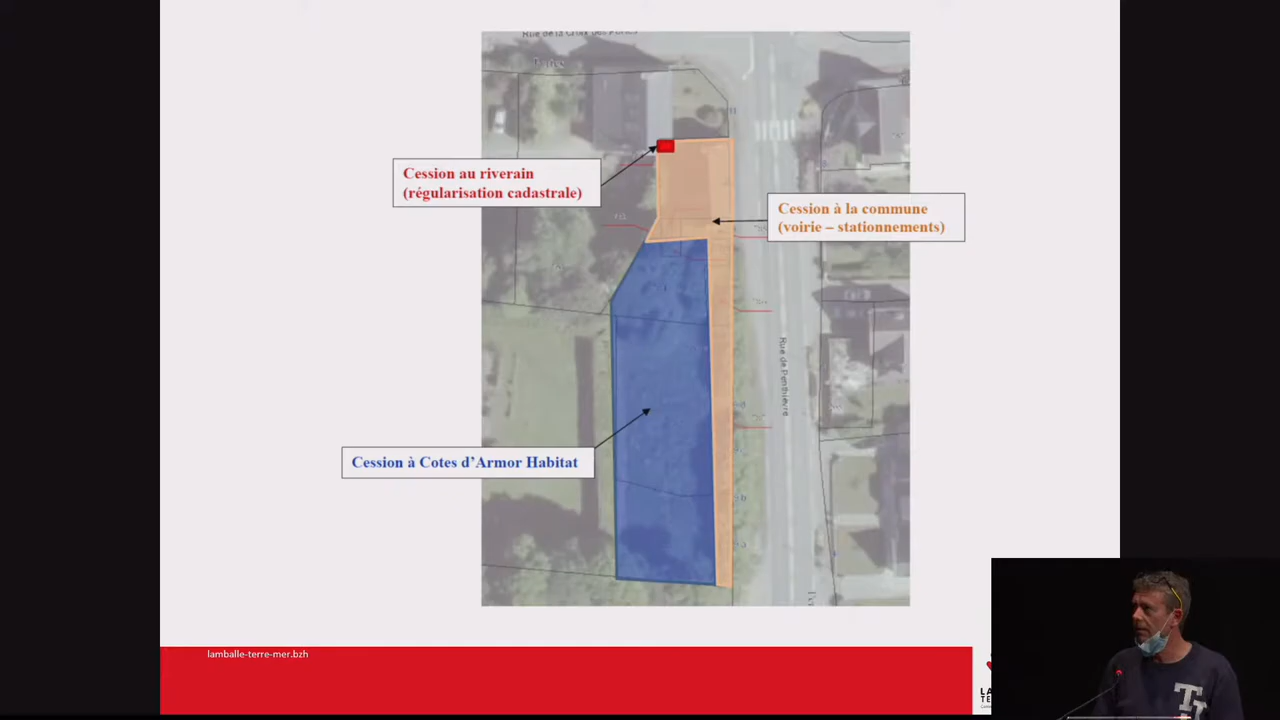 Rue de la Croix des Portes
Cession au riverain
(régularisation cadastrale)
Cession à la commune
(voirie – stationnements)
Rue de Penthièvre
Cession à Cotes d’Armor Habitat
lamballe-terre-mer.bzh